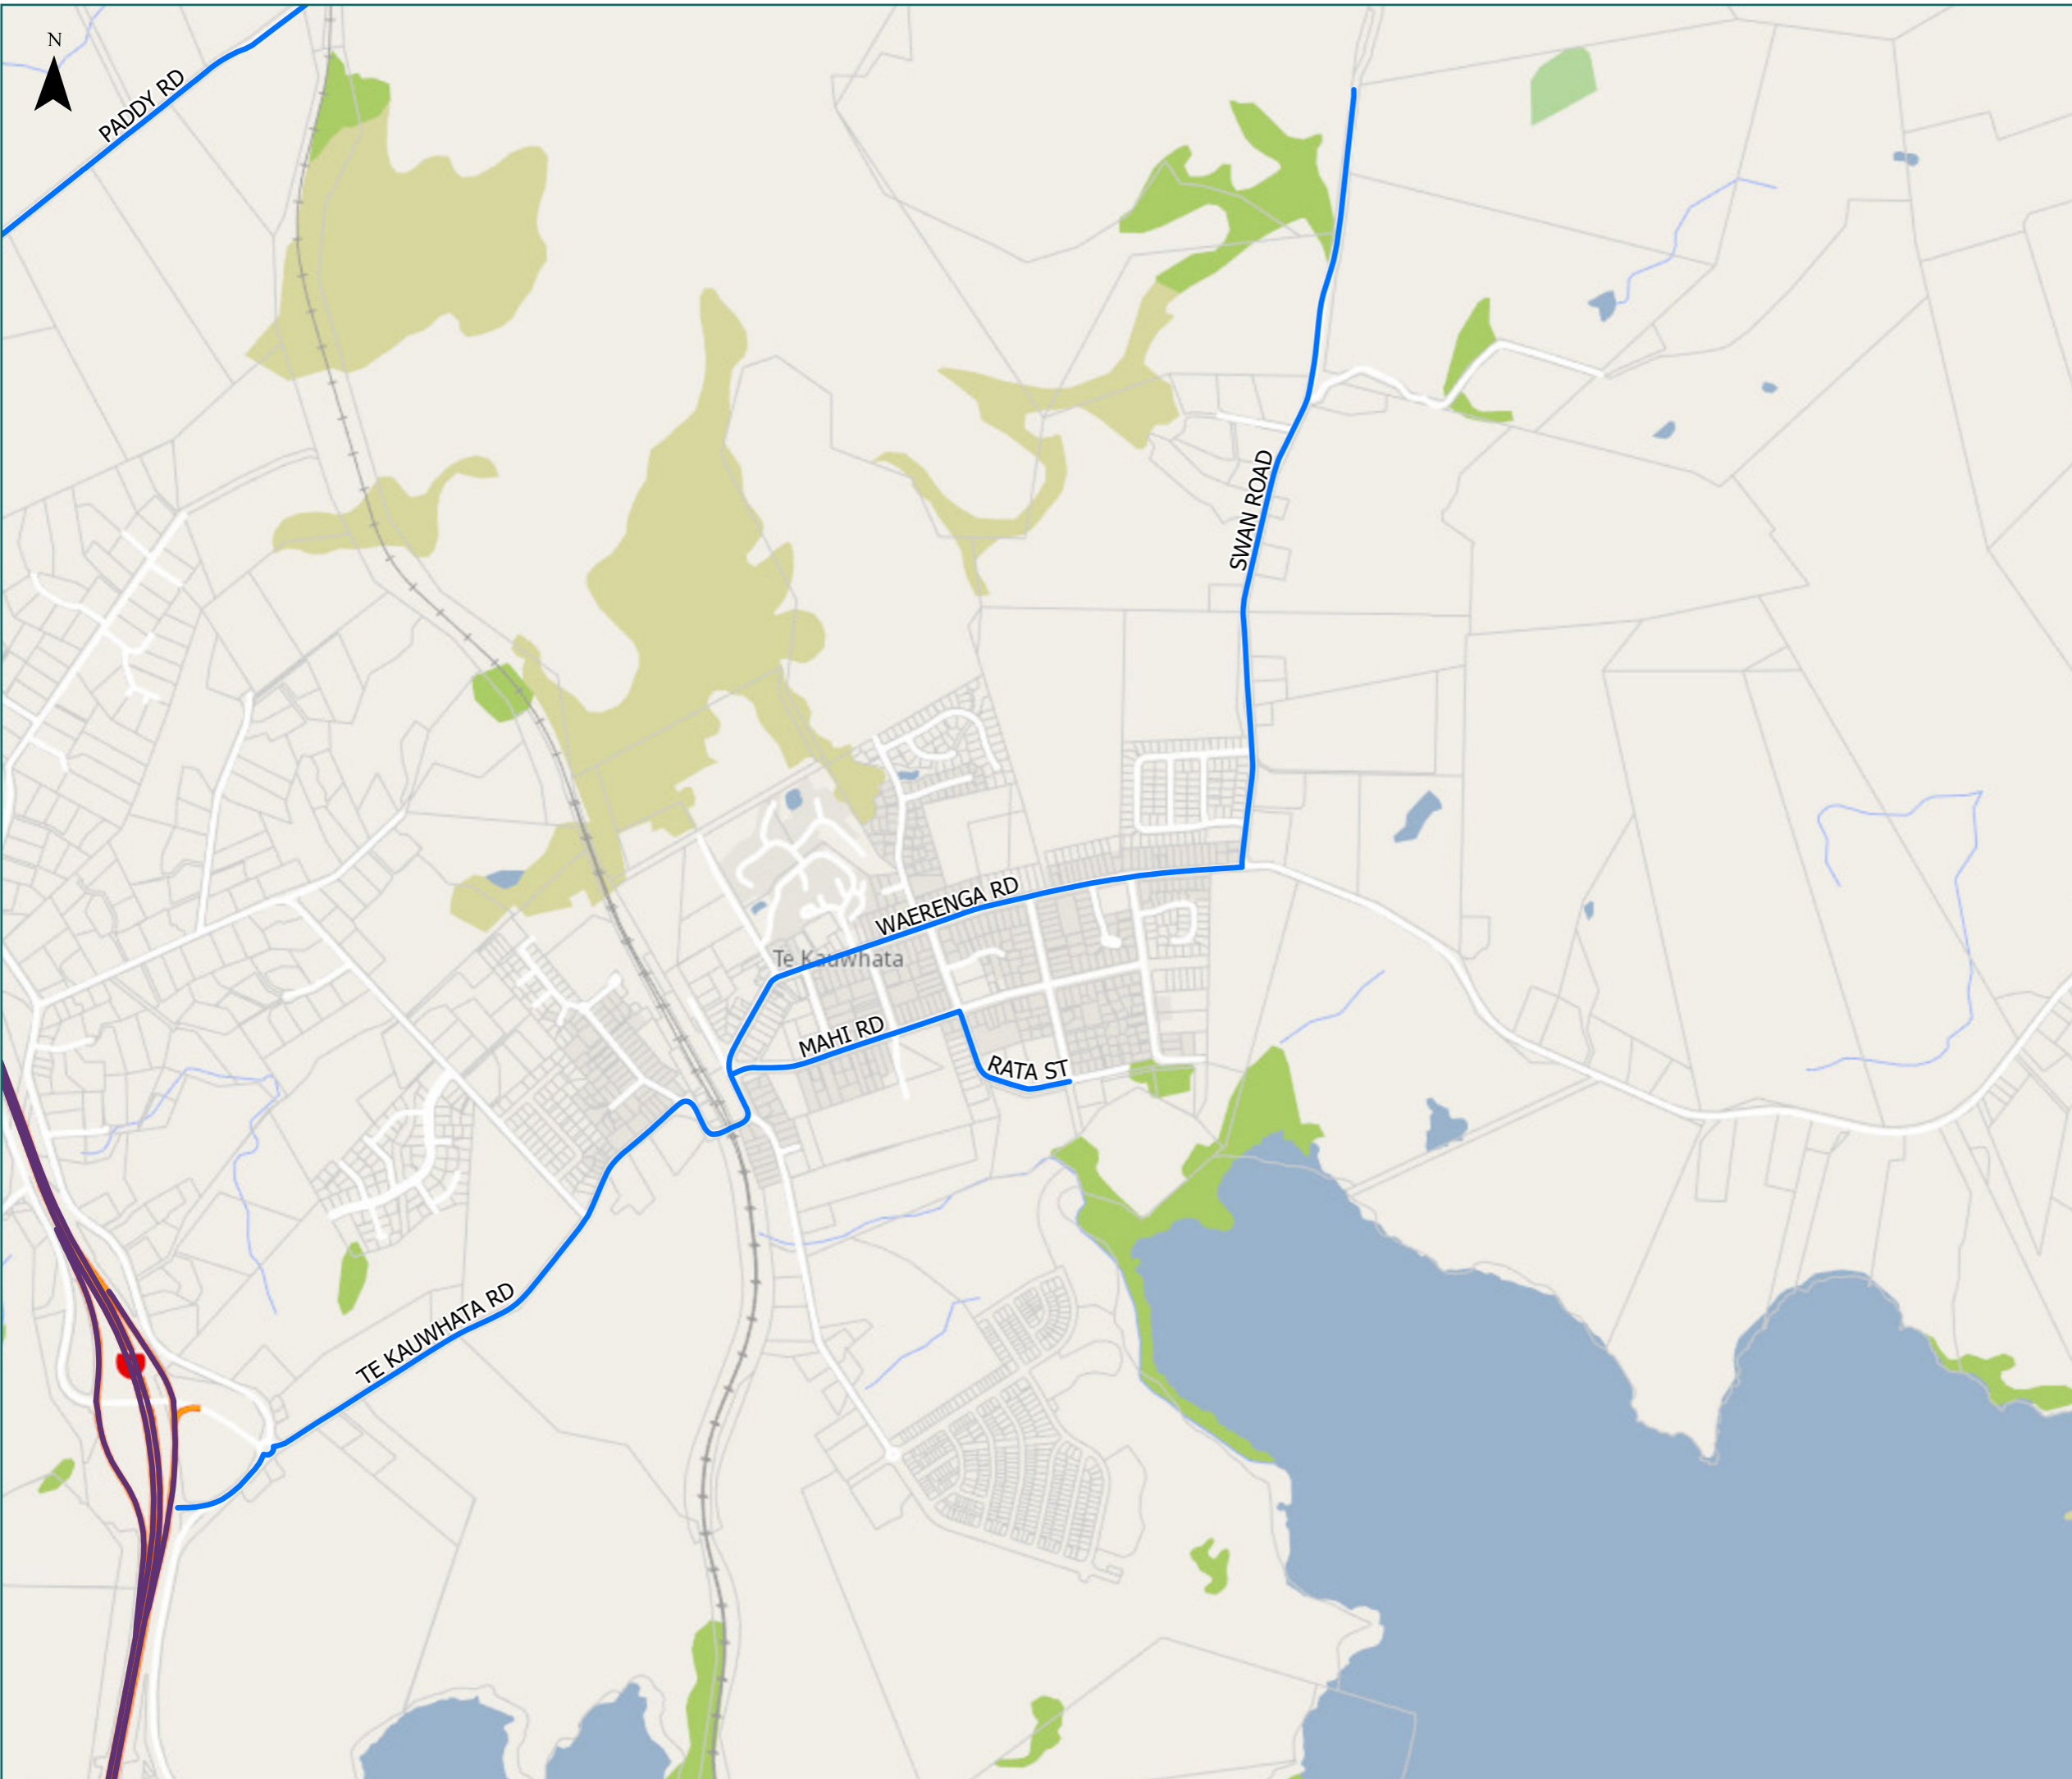 N
PADDY RD
SWAN ROAD
WAERENGA RD
Te Kauwhata
MAHI RD
RATA ST
TE KAUWHATA RD